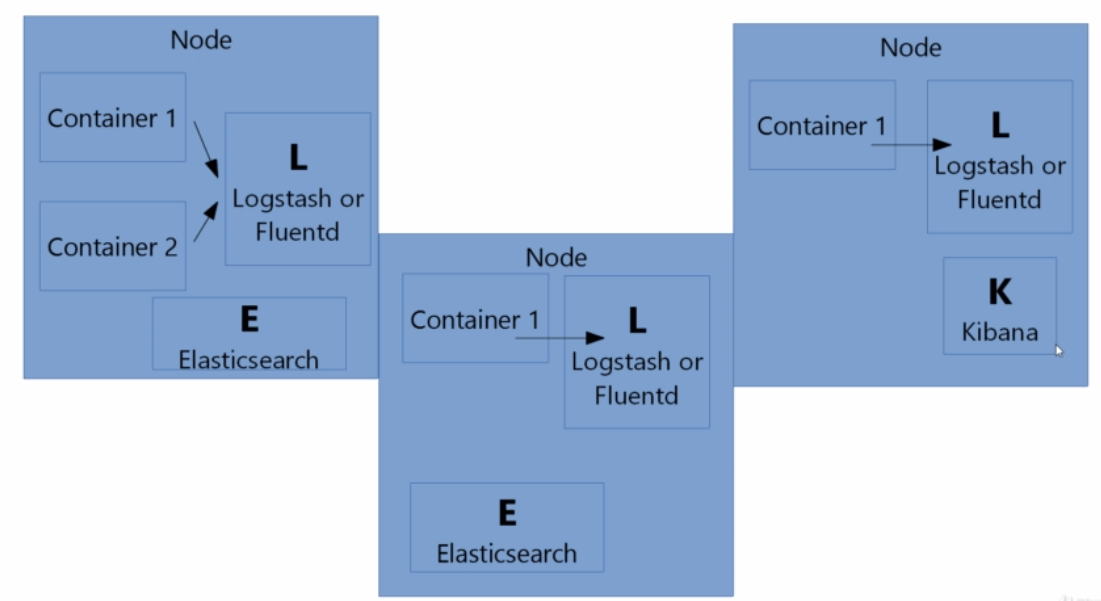 Node
Container 1
L
Logstash or
Fluentd
Container 2
E
Elasticsearch
Node
Container 1
L
Logstash or
Fluentd
E
Elasticsearch
Node
Container 1
L
Logstash or
Fluentd
K
Kibana